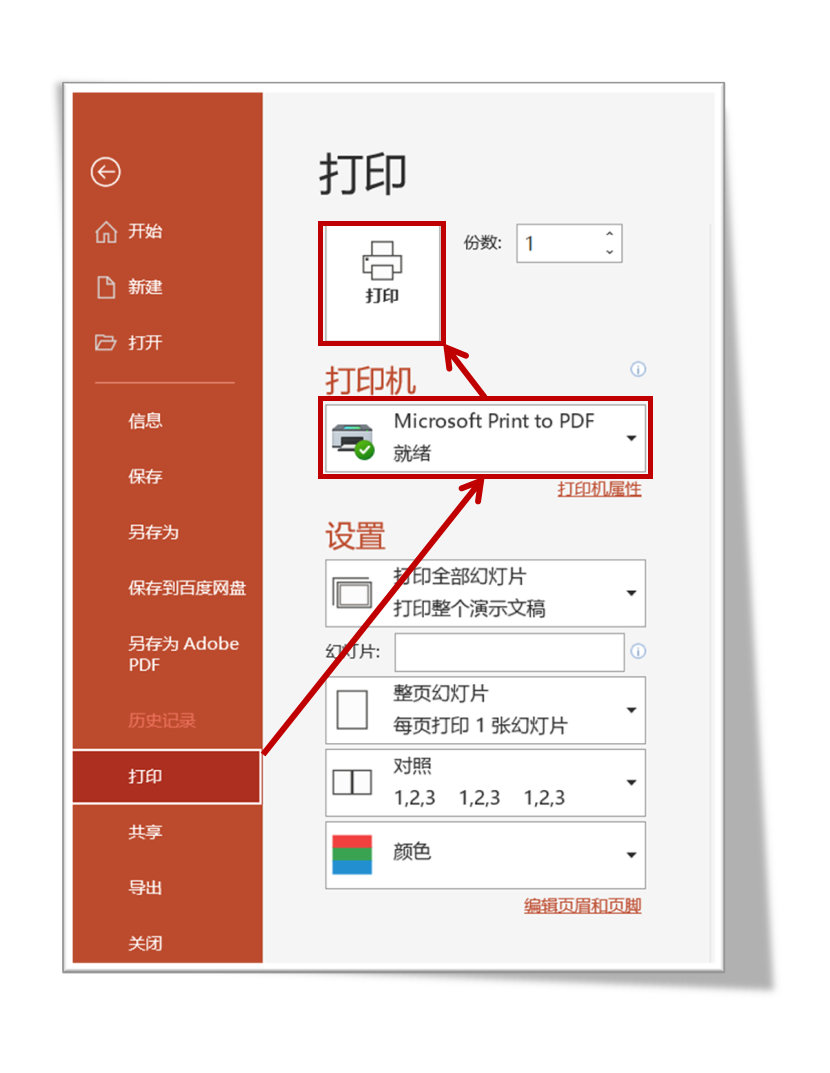 开始
新建
打开
信息
保存
另存为
保存到百度网盘
另存为 Adobe
PDF
历史记录
打印
共享
导出
关闭
打印
打印
份数:
1
打印机
Microsoft Print to PDF
就绪
打印机属性
设置
打印全部幻灯片
打印整个演示文稿
幻灯片:
整页幻灯片
每页打印 1 张幻灯片
对照
1,2,3 1,2,3 1,2,3
颜色
编辑页眉和页脚